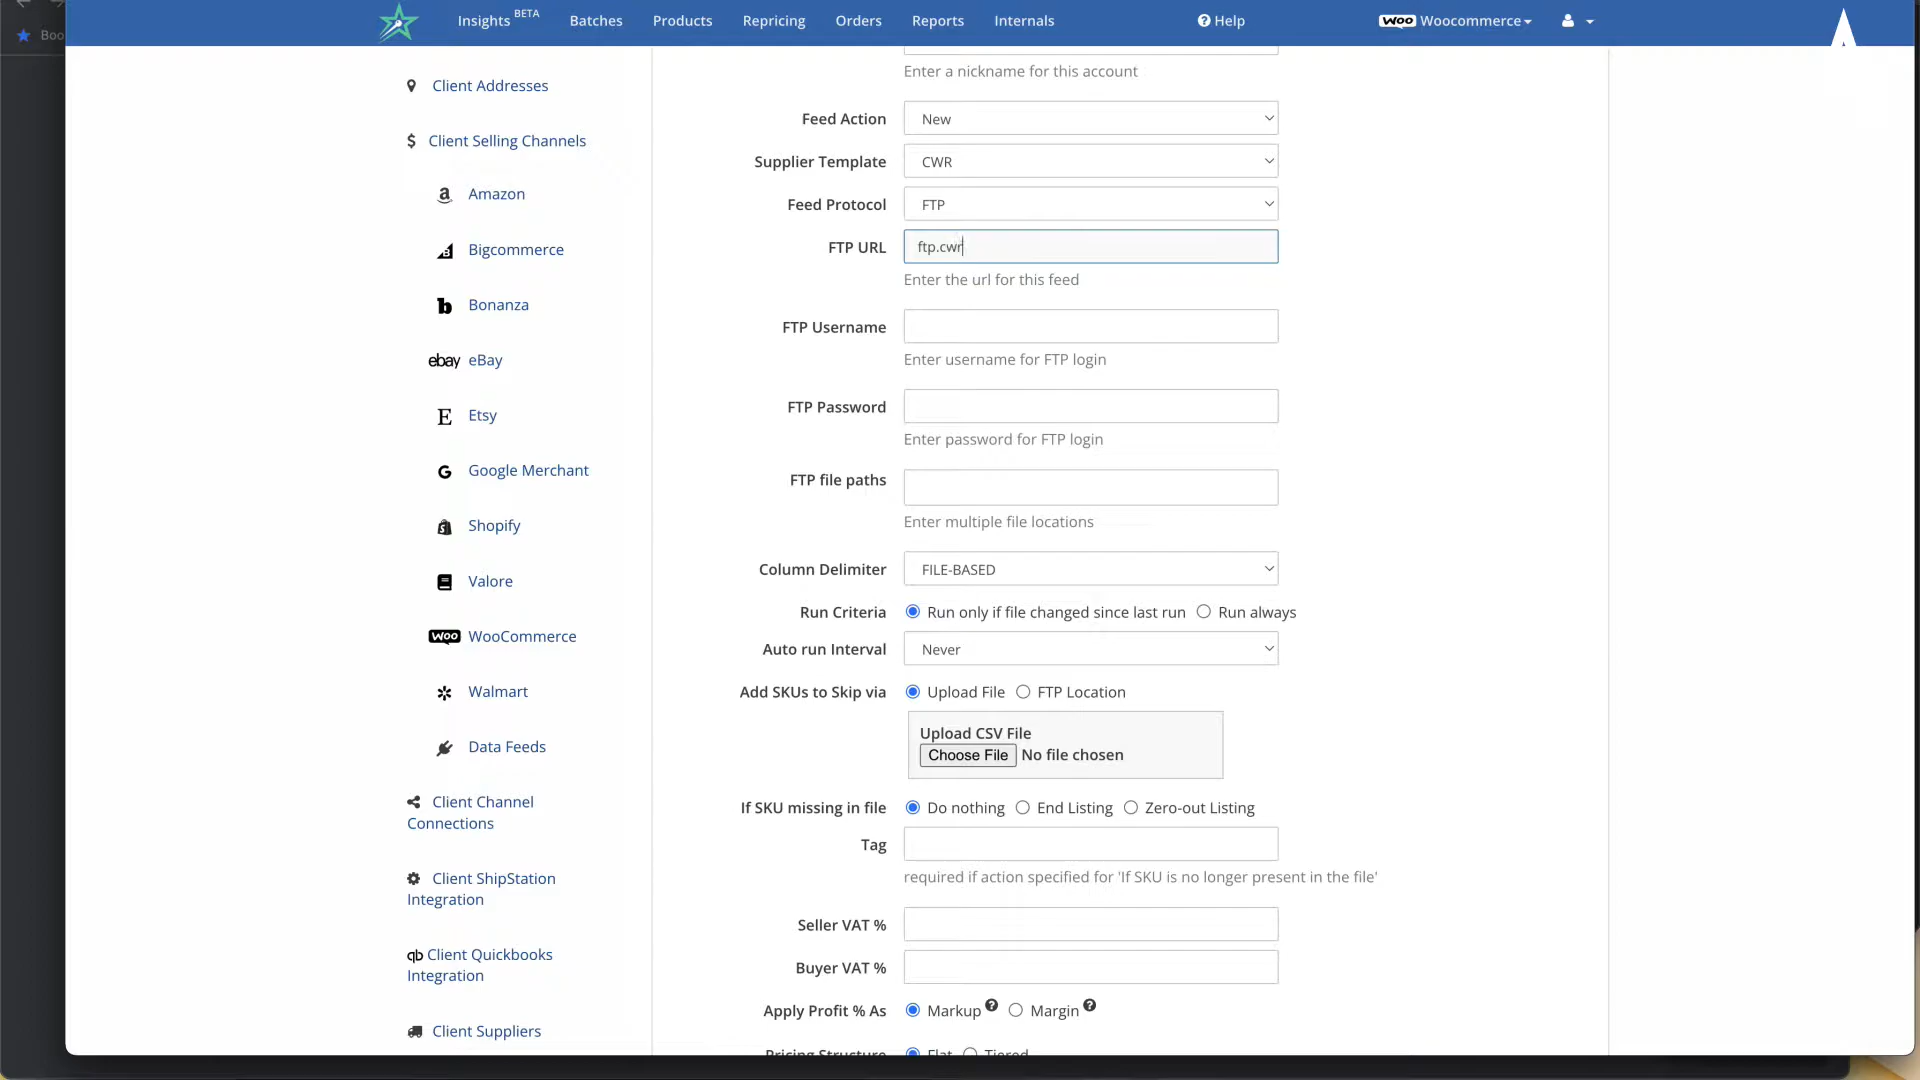 Boo
Insights BETA Batches Products Repricing Orders Reports Internals Help Woo Woocommerce
Enter a nickname for this account
Client Addresses
Feed Action New
Client Selling Channels
Supplier Template CWR
Amazon
Feed Protocol FTP
FTP URL ftp.cwr
Bigcommerce
Enter the url for this feed
Bonanza
FTP Username
Enter username for FTP login
ebay eBay
FTP Password
Etsy
Enter password for FTP login
Google Merchant
FTP file paths
Enter multiple file locations
Shopify
Column Delimiter FILE-BASED
Valore
Run Criteria Run only if file changed since last run Run always
Woo WooCommerce
Auto run Interval Never
Walmart
Add SKUs to Skip via Upload File FTP Location
Upload CSV File
Data Feeds
Choose File No file chosen
Client Channel
Connections
If SKU missing in file Do nothing End Listing Zero-out Listing
Tag
required if action specified for 'If SKU is no longer present in the file'
Client ShipStation
Integration
Seller VAT %
qb Client Quickbooks
Integration
Buyer VAT %
Apply Profit % As Markup Margin
Client Suppliers
Pricing Structure Flat Tiered